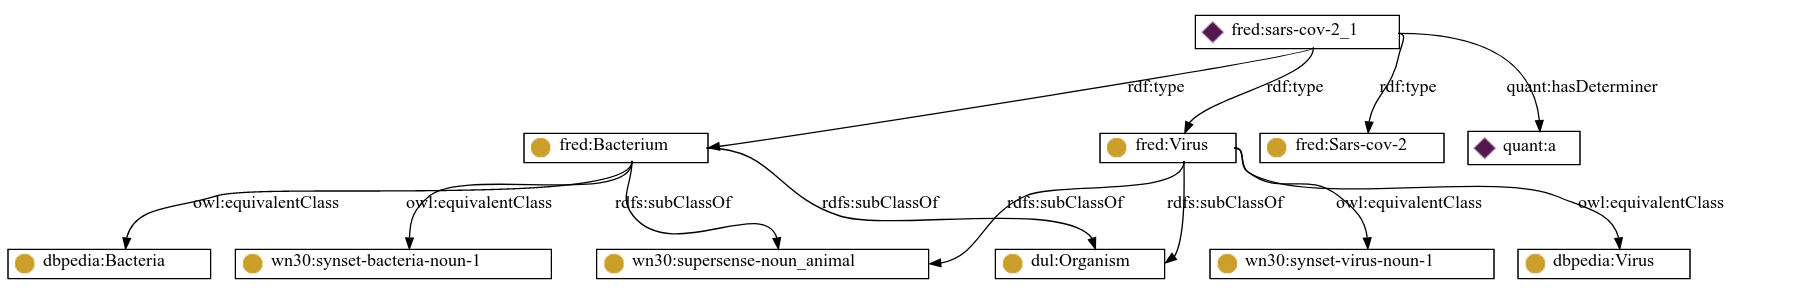 fred:sars-cov-2_1
rdf:type rdf:type rdf:type quant:hasDeterminer
fred:Bacterium fred:Virus fred:Sars-cov-2 quant:a
owl:equivalentClass owl:equivalentClass rdfs:subClassOf rdfs:subClassOf rdfs:subClassOf rdfs:subClassOf owl:equivalentClass owl:equivalentClass
dbpedia:Bacteria wn30:synset-bacteria-noun-1 wn30:supersense-noun_animal dul:Organism wn30:synset-virus-noun-1 dbpedia:Virus